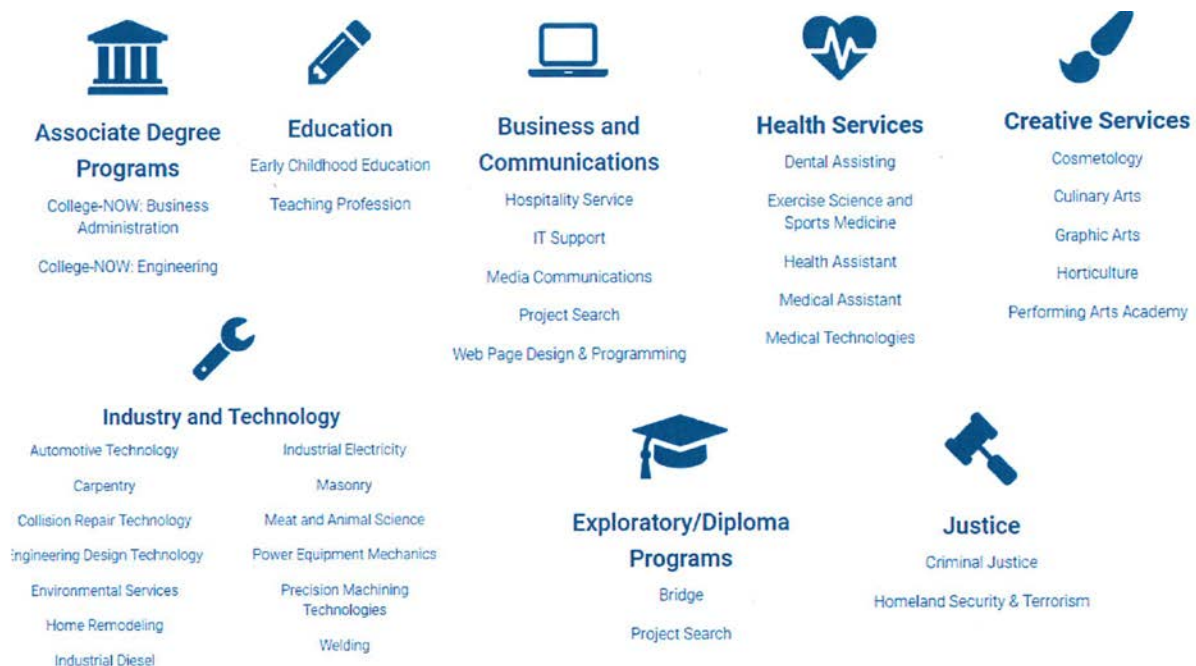 Associate Degree
Programs
College-NOW: Business
Administration
College-NOW: Engineering
Education
Early Childhood Education
Teaching Profession
Business and
Communications
Hospitality Service
IT Support
Media Communications
Project Search
Web Page Design & Programming
Health Services
Dental Assisting
Exercise Science and
Sports Medicine
Health Assistant
Medical Assistant
Medical Technologies
Creative Services
Cosmetology
Culinary Arts
Graphic Arts
Horticulture
Performing Arts Academy
Industry and Technology
Automotive Technology
Carpentry
Collision Repair Technology
Engineering Design Technology
Environmental Services
Home Remodeling
Industrial Diesel
Industrial Electricity
Masonry
Meat and Animal Science
Power Equipment Mechanics
Precision Machining
Technologies
Welding
Exploratory/Diploma
Programs
Bridge
Project Search
Justice
Criminal Justice
Homeland Security & Terrorism